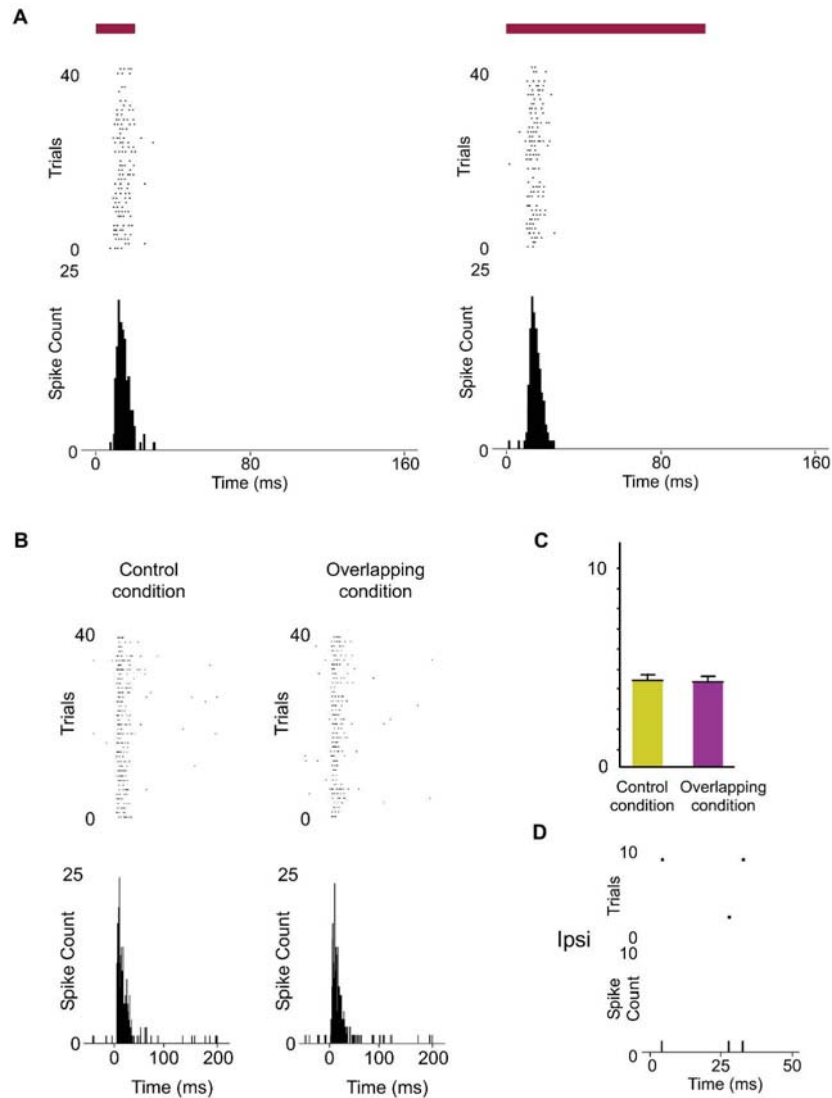 A
40
Trials
0
25
Spike Count
0
0
80
160
Time (ms)
40
Trials
0
25
Spike Count
0
0
80
160
Time (ms)
B
Control
condition
40
Trials
0
25
Spike Count
0
0
100
200
Time (ms)
Overlapping
condition
40
Trials
0
25
Spike Count
0
0
100
200
Time (ms)
C
10
0
Control
condition
Overlapping
condition
D
Ipsi
10
Trials
0
10
Spike
Count
0
0
25
50
Time (ms)